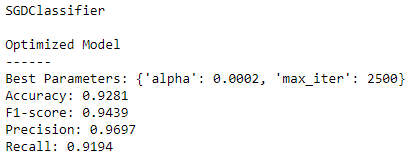 SGDClassifier
Optimized Model
------
Best Parameters: {'alpha': 0.0002, 'max_iter': 2500}
Accuracy: 0.9281
F1-score: 0.9439
Precision: 0.9697
Recall: 0.9194